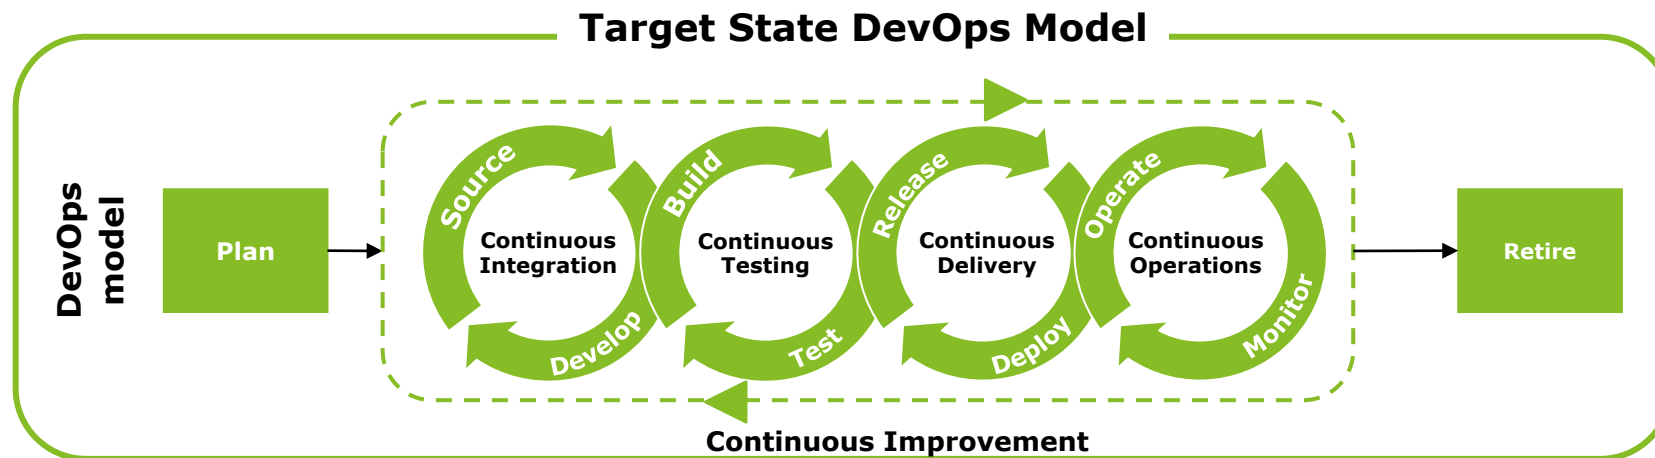 Target State DevOps Model
DevOps
model
Plan
Source
Continuous
Integration
Develop
Build
Continuous
Testing
Test
Release
Continuous
Delivery
Deploy
Operate
Continuous
Operations
Monitor
Retire
Continuous Improvement